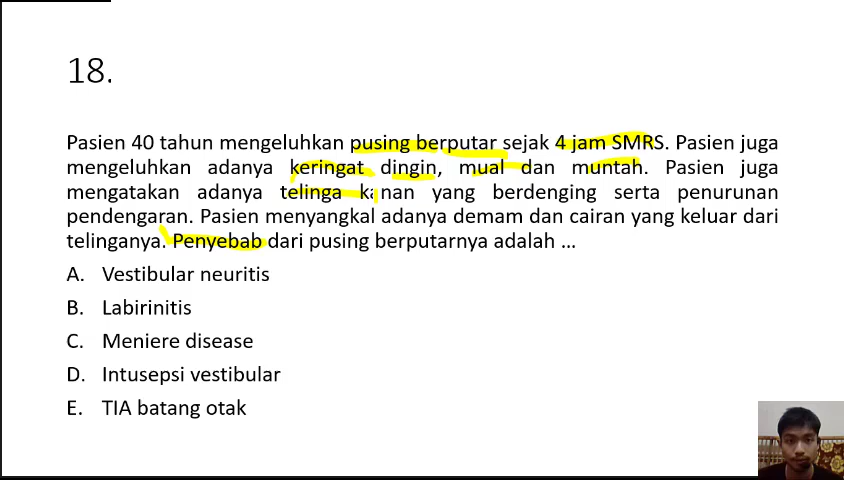 18.
Pasien 40 tahun mengeluhkan pusing berputar sejak 4 jam SMRS. Pasien juga
mengeluhkan adanya keringat dingin, mual dan muntah. Pasien juga
mengatakan adanya telinga kanan yang berdenging serta penurunan
pendengaran. Pasien menyangkal adanya demam dan cairan yang keluar dari
telinganya. Penyebab dari pusing berputarnya adalah ...
A. Vestibular neuritis
B. Labirinitis
C. Meniere disease
D. Intusepsi vestibular
E. TIA batang otak